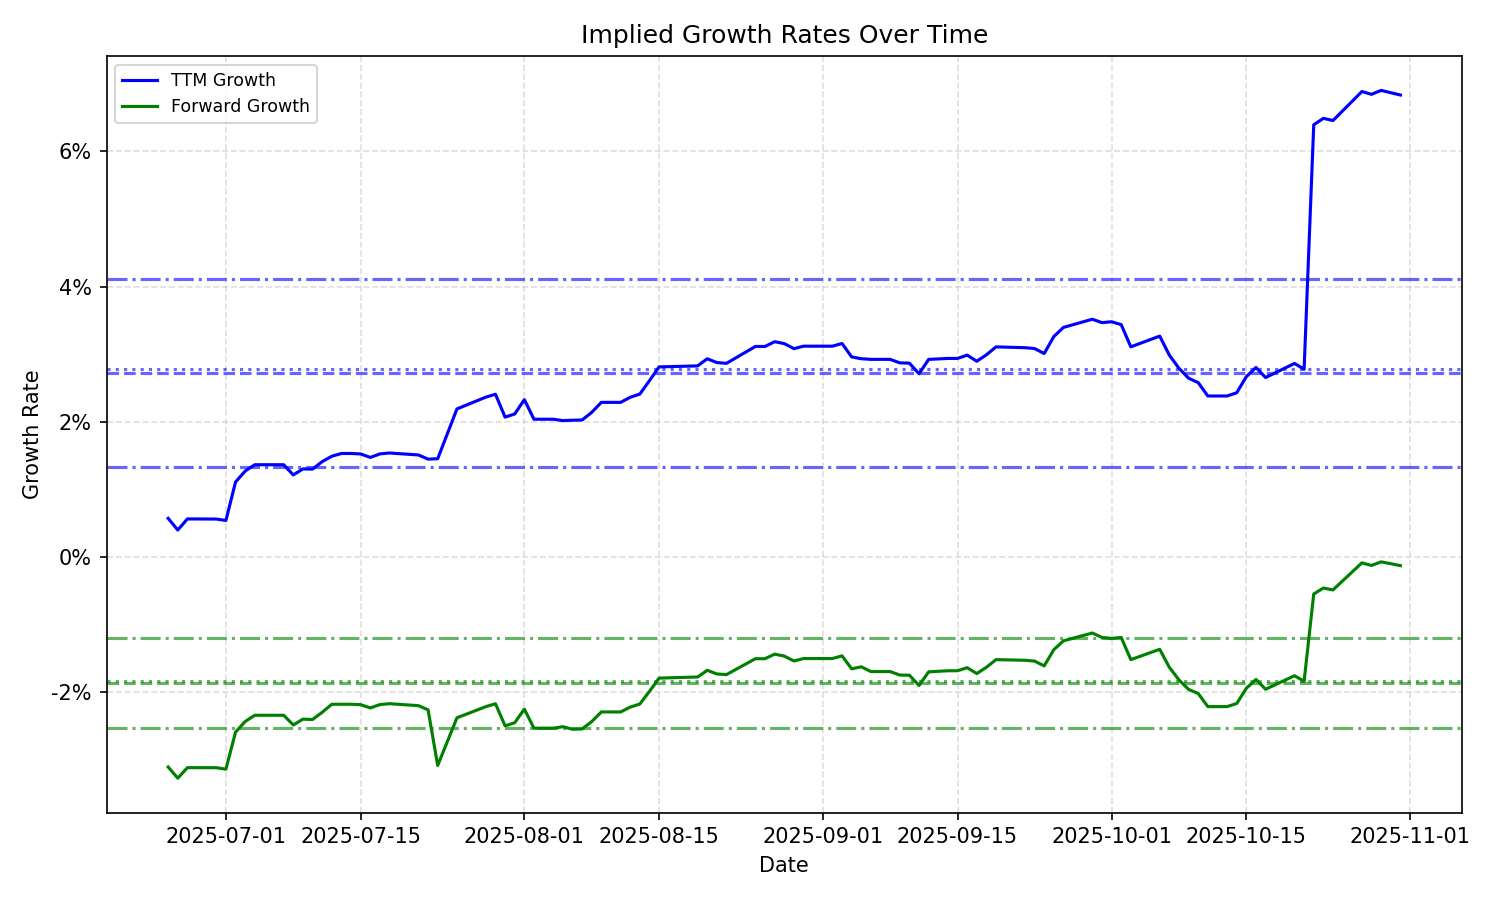 Implied Growth Rates Over Time
TTM Growth
Forward Growth
6%
4%
2%
0%
-2%
Growth Rate
2025-07-01 2025-07-15 2025-08-01 2025-08-15 2025-09-01 2025-09-15 2025-10-01 2025-10-15 2025-11-01
Date